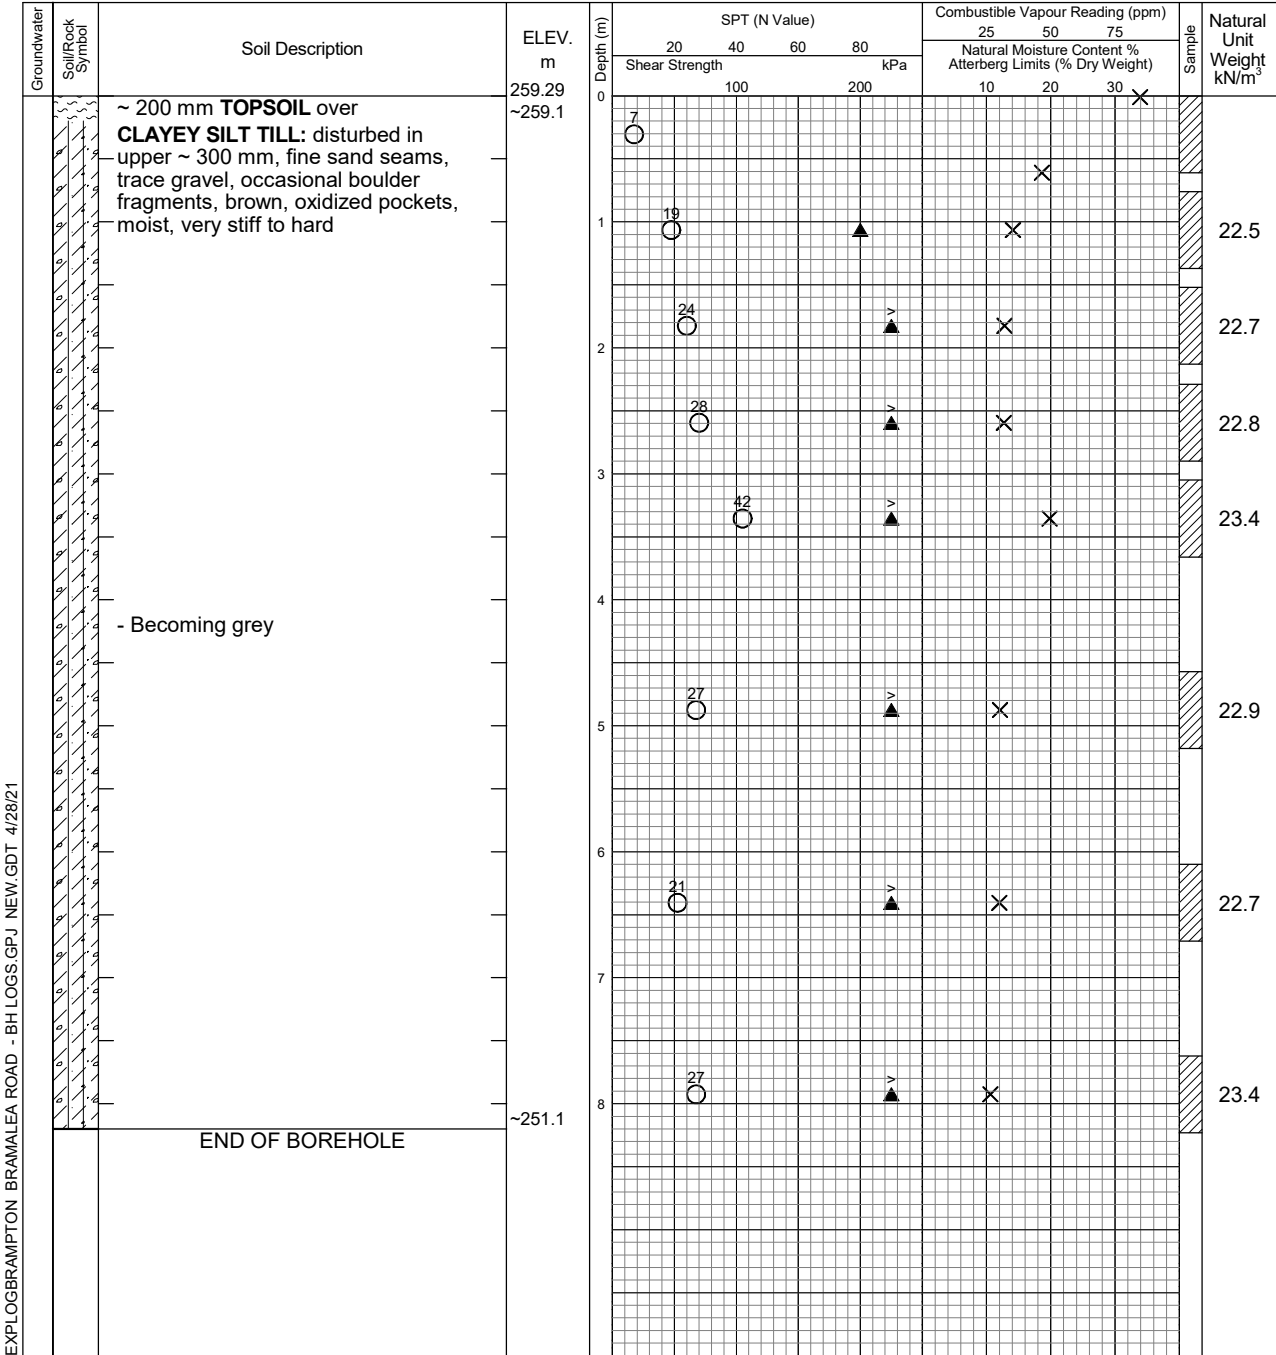 Groundwater
Soil/Rock
Symbol
Soil Description
ELEV.
m
259.29
Depth (m)
SPT (N Value)
20 40 60 80
Shear Strength kPa
100 200
Combustible Vapour Reading (ppm)
25 50 75
Natural Moisture Content %
Atterberg Limits (% Dry Weight)
10 20 30
Sample
Natural
Unit
Weight
kN/m³
0
~ 200 mm TOPSOIL over
~259.1
CLAYEY SILT TILL: disturbed in
upper ~ 300 mm, fine sand seams,
trace gravel, occasional boulder
fragments, brown, oxidized pockets,
moist, very stiff to hard
7
19
1
22.5
24
>
22.7
2
28
>
22.8
3
42
>
23.4
4
- Becoming grey
27
>
22.9
5
6
21
>
22.7
7
27
>
23.4
8
~251.1
END OF BOREHOLE
EXPLOGBRAMPTON BRAMALEA ROAD - BH LOGS.GPJ NEW.GDT 4/28/21